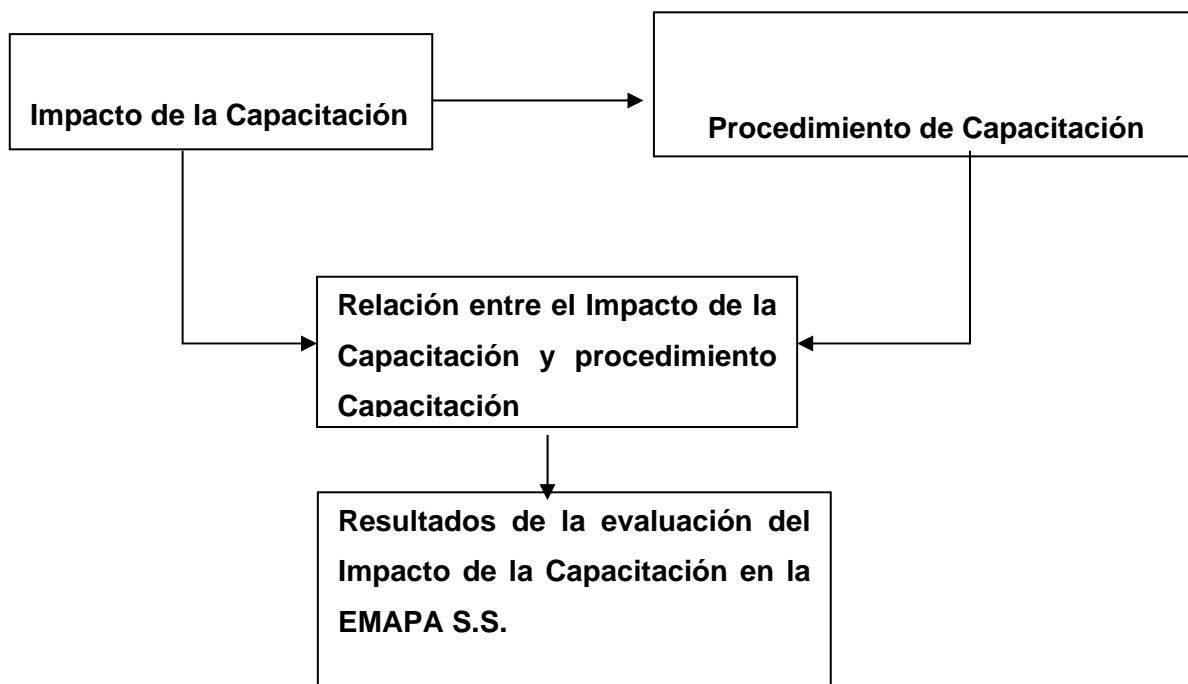 Impacto de la Capacitación
Procedimiento de Capacitación
Relación entre el Impacto de la
Capacitación y procedimiento
Capacitación
Resultados de la evaluación del
Impacto de la Capacitación en la
EMAPA S.S.